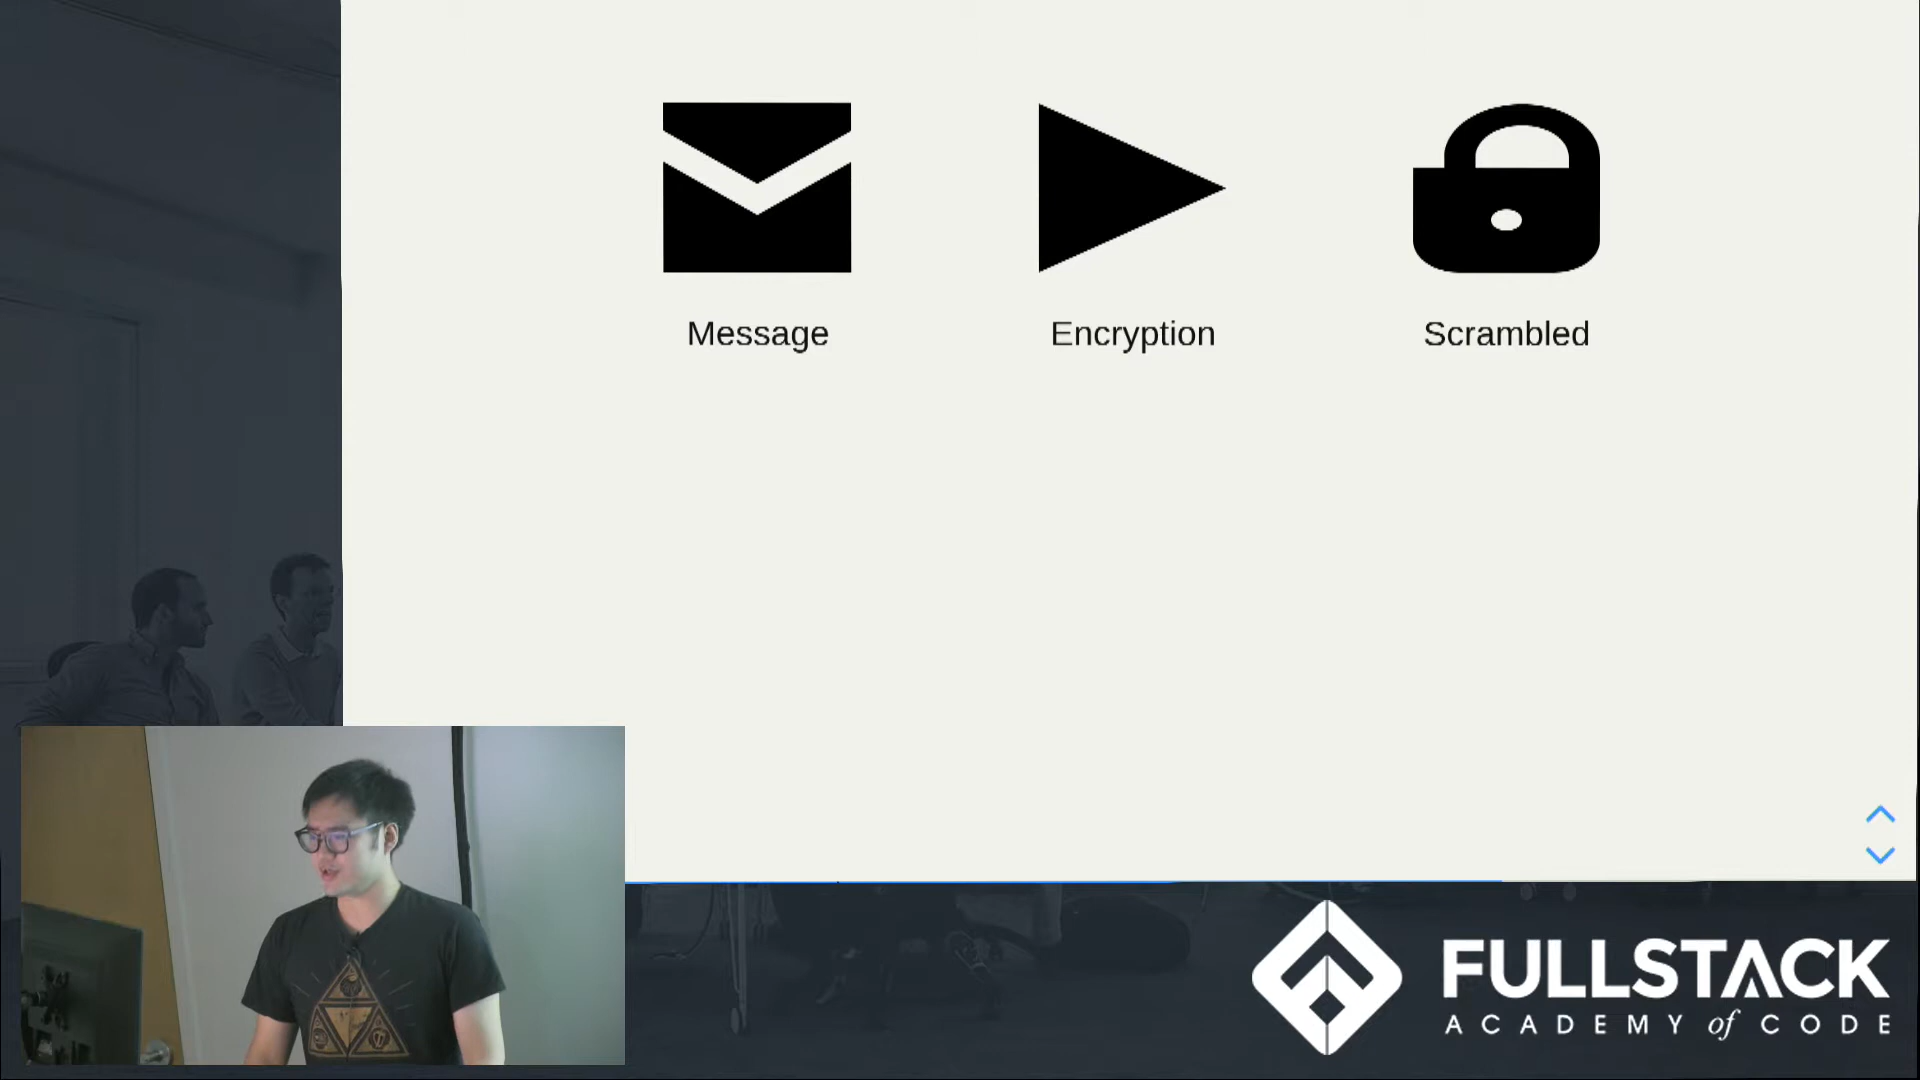 Message
Encryption
Scrambled
FULLSTACK
ACADEMY of CODE